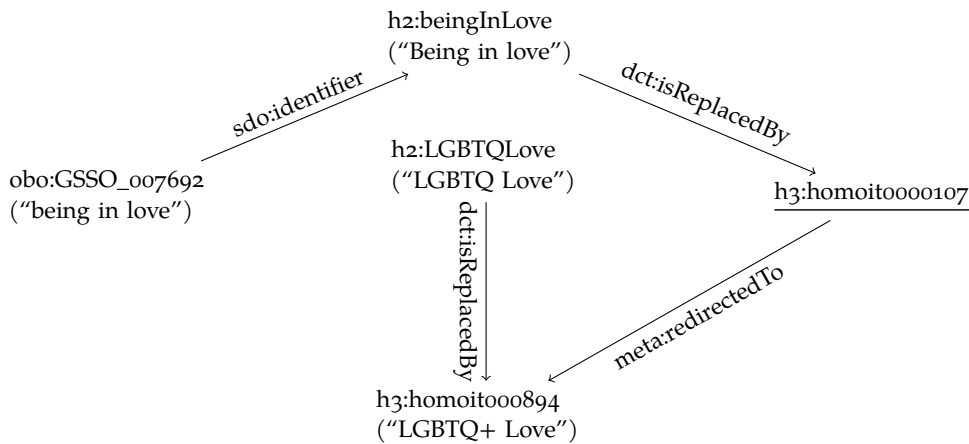 h2:beingInLove
(“Being in love”)
sdo:identifier
dct:isReplacedBy
h2:LGBTQLove
(“LGBTQ Love”)
obo:GSSO_007692
(“being in love”)
h3:homoit0000107
dct:isReplacedBy
meta:redirectedTo
h3:homoit000894
(“LGBTQ+ Love”)